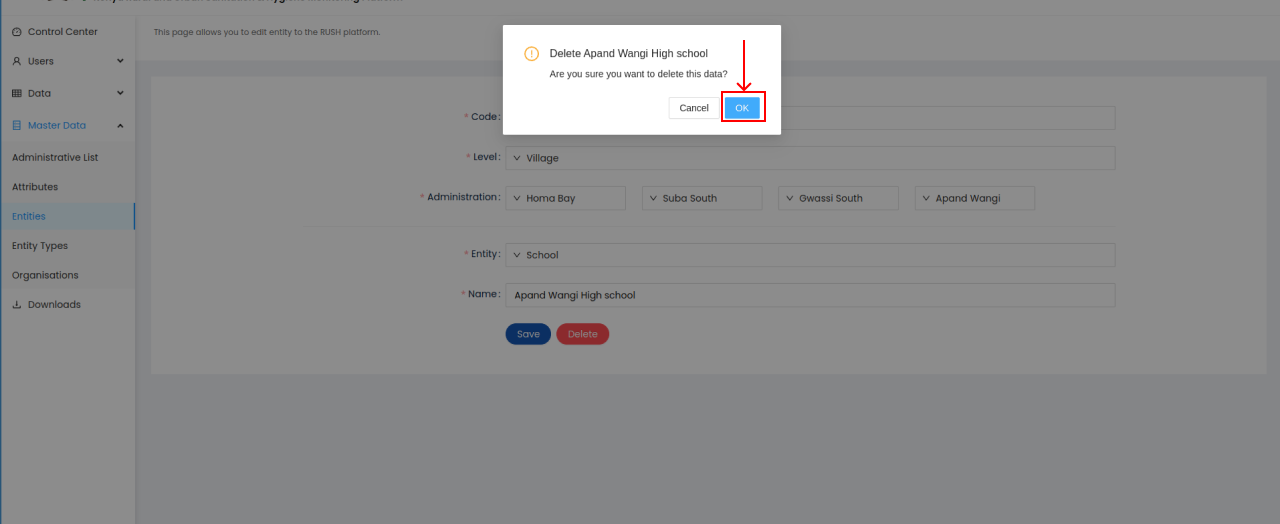 Control Center
This page allows you to edit entity to the RUSH platform.
Users
Data
Master Data
Administrative List
Attributes
Entities
Entity Types
Organisations
Downloads
Delete Apand Wangi High school
Are you sure you want to delete this data?
Cancel OK
* Code:
* Level: Village
* Administration: Homa Bay Suba South Gwassi South Apand Wangi
* Entity: School
* Name: Apand Wangi High school
Save Delete